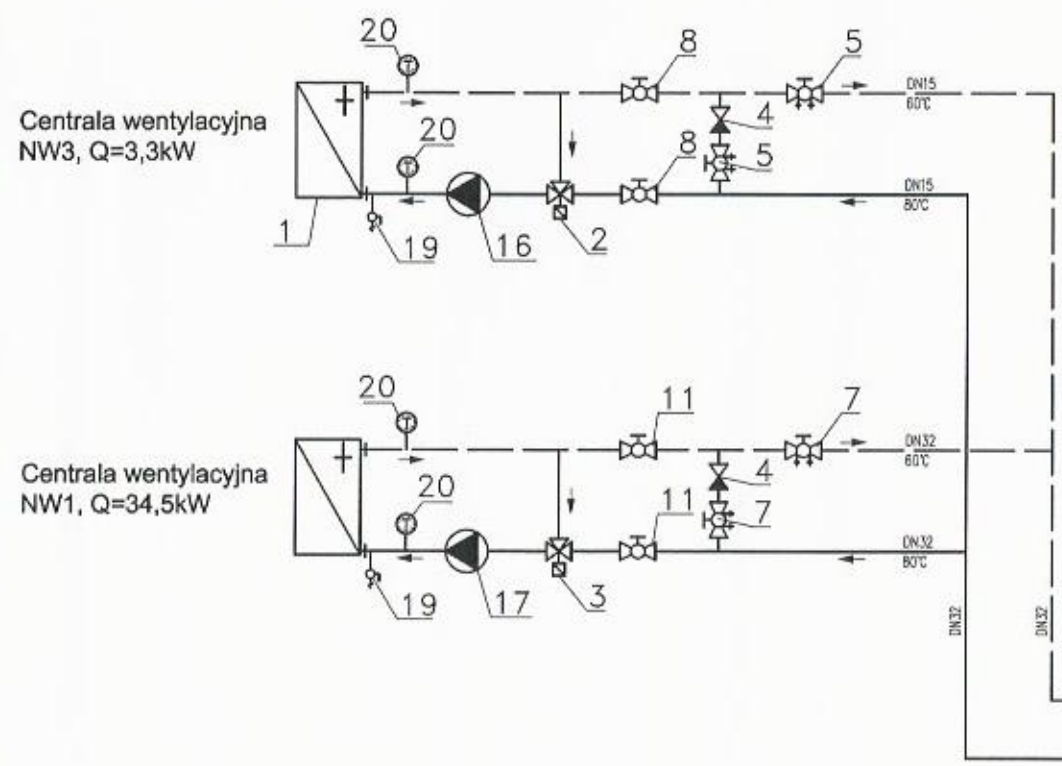 20
8
5
DN15
60°C
Centrala wentylacyjna
NW3, Q=3,3kW
20
4
8
5
DN15
80°C
1
19
16
2
20
11
7
DN32
60°C
Centrala wentylacyjna
NW1, Q=34,5kW
20
4
11
7
DN32
80°C
19
17
3
DN32
DN32